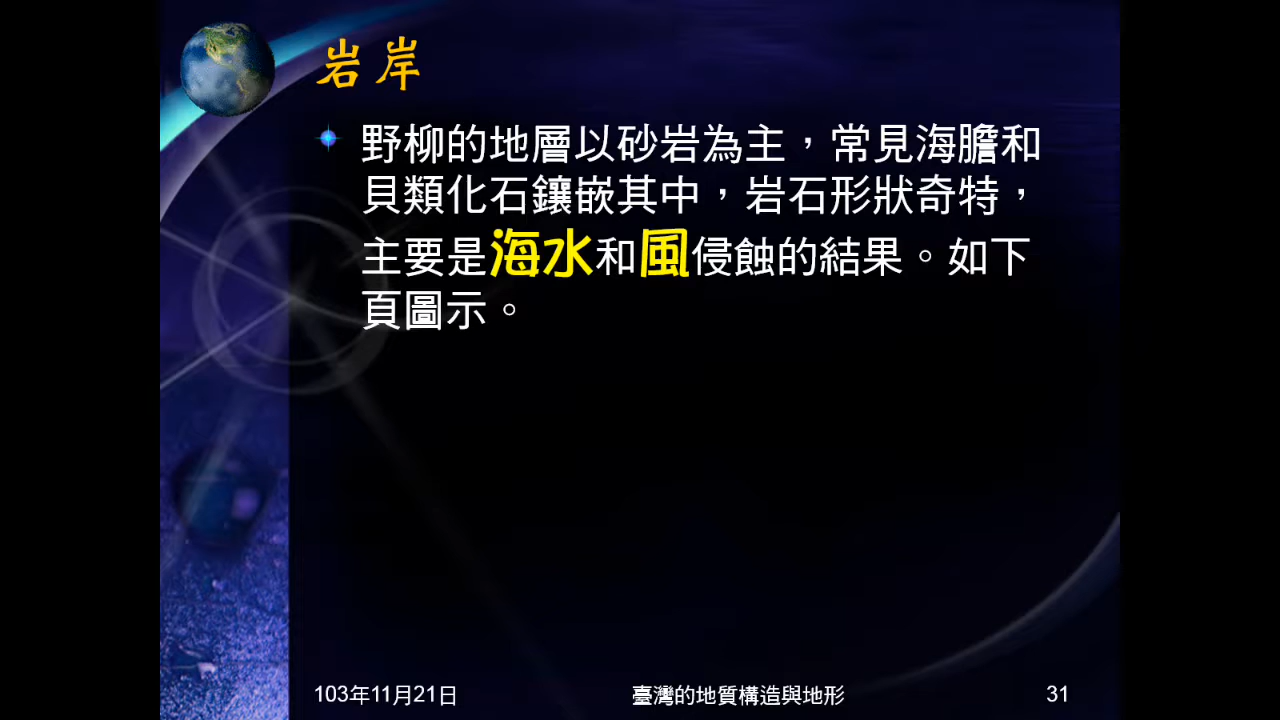 岩岸
野柳的地層以砂岩為主，常見海膽和
貝類化石鑲嵌其中，岩石形狀奇特，
主要是海水和風侵蝕的結果。如下
頁圖示。
103年11月21日
臺灣的地質構造與地形
31